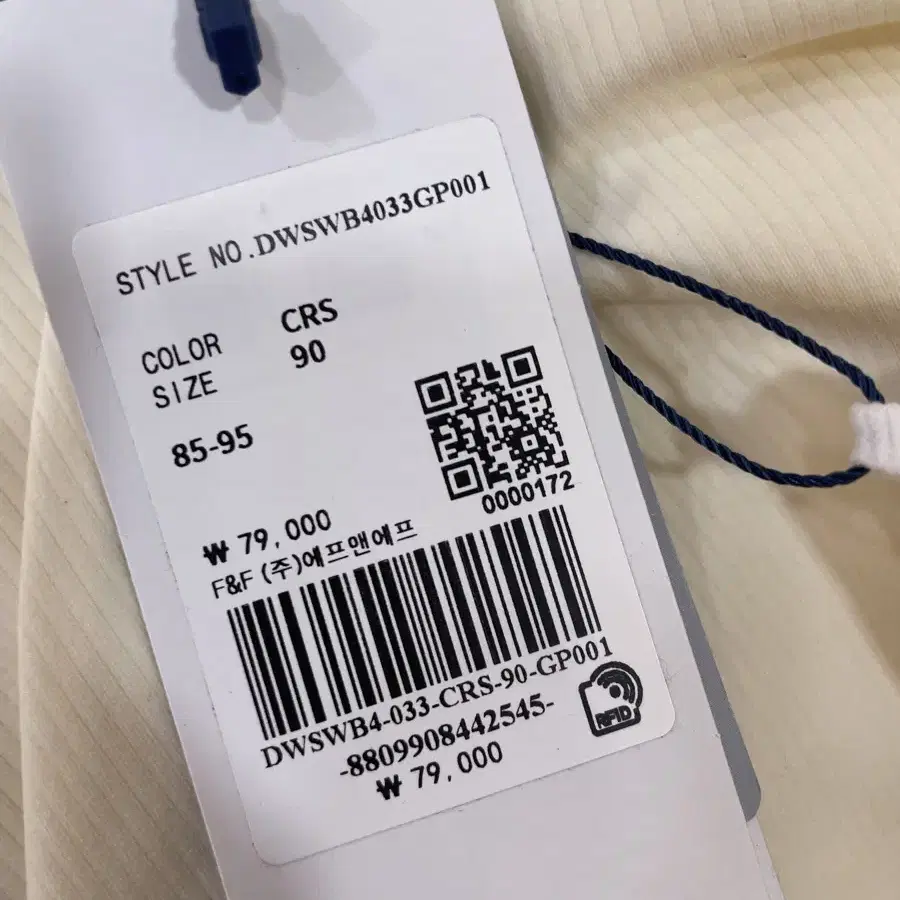 STYLE NO.DWSWB4033GP001
COLOR CRS
SIZE 90
85-95
0000172
₩ 79,000
F&F (주)에프앤에프
DWSWB4-033-CRS-90-GP001
-8809908442545-
₩ 79,000
RFID